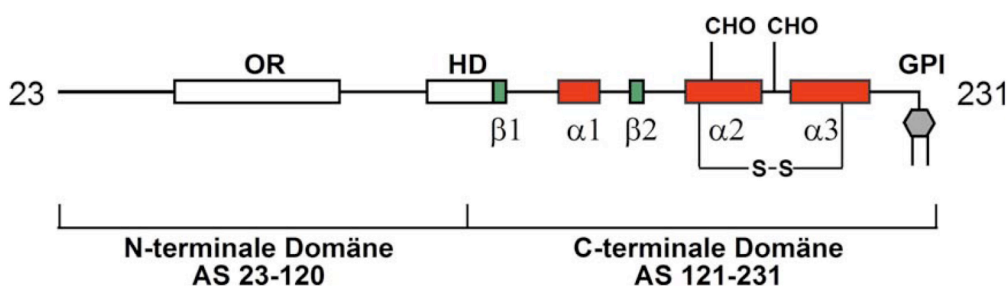 CHO CHO
OR HD GPI
23 231
β1 α1 β2 α2 α3
S-S
N-terminale Domäne C-terminale Domäne
AS 23-120 AS 121-231